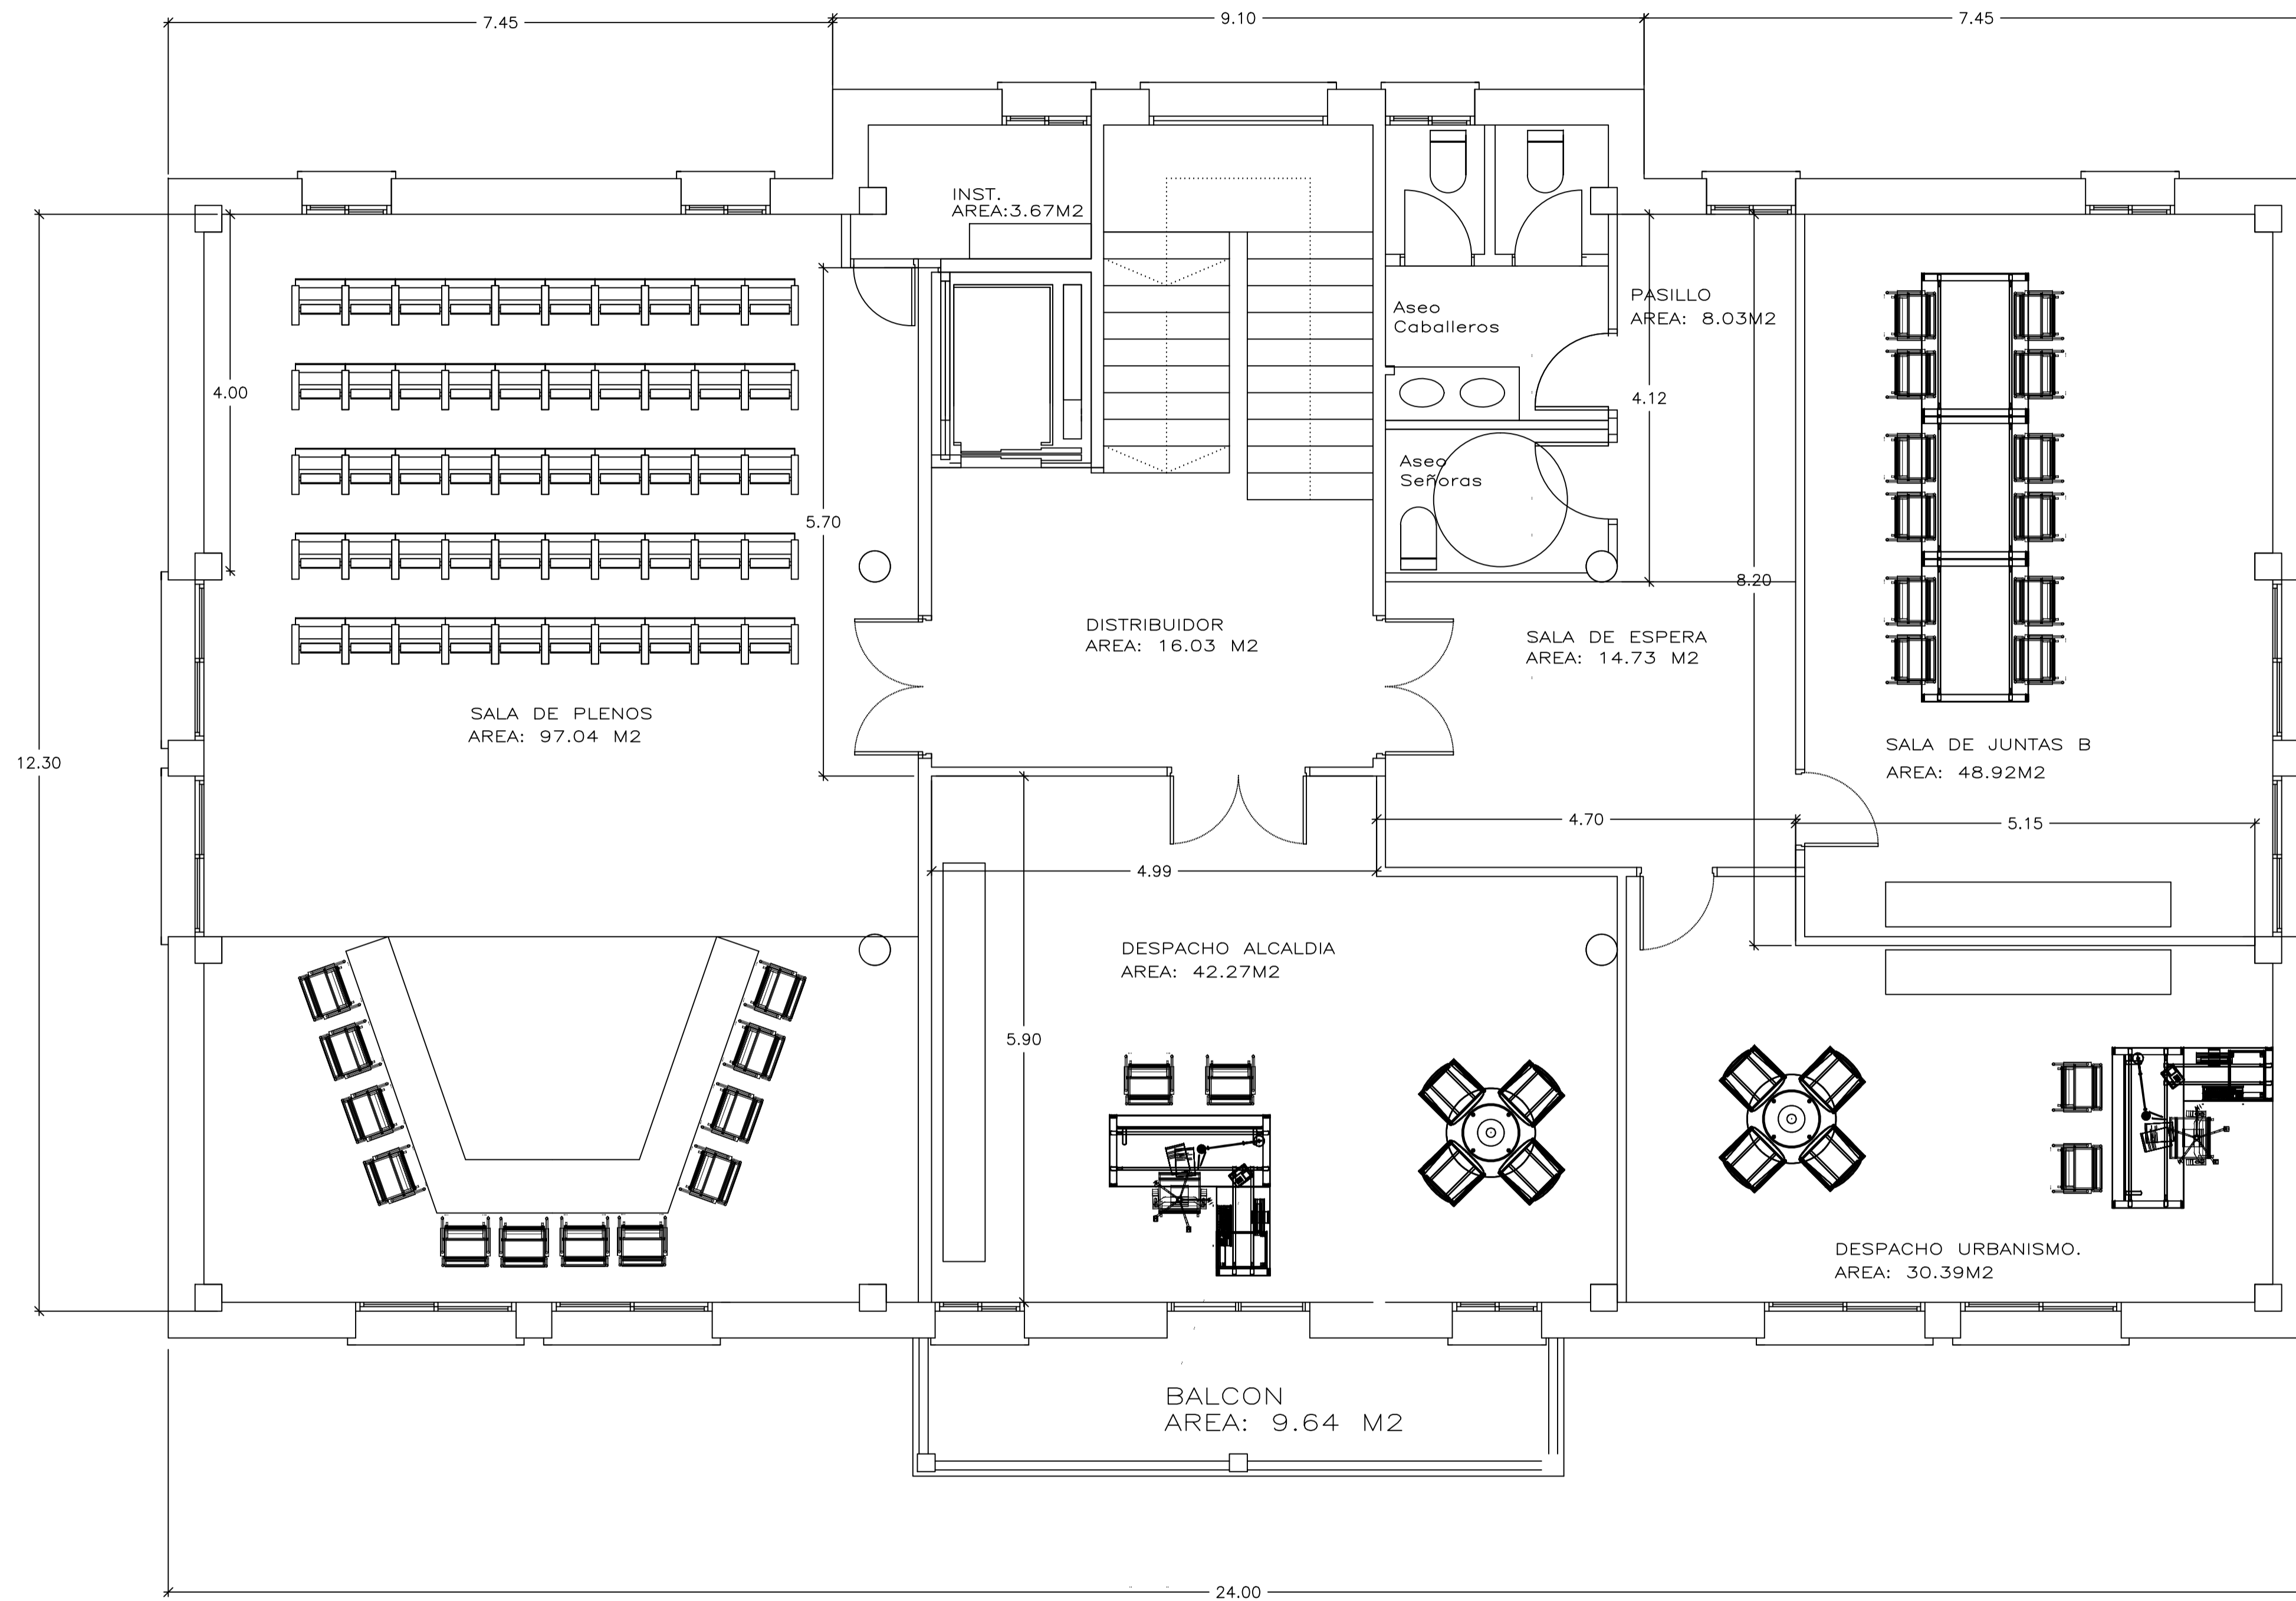 7.45
9.10
7.45
INST.
AREA:3.67M2
PASILLO
AREA: 8.03M2
Aseo
Caballeros
4.00
4.12
Aseo
Señoras
5.70
8.20
DISTRIBUIDOR
AREA: 16.03 M2
SALA DE ESPERA
AREA: 14.73 M2
SALA DE PLENOS
AREA: 97.04 M2
SALA DE JUNTAS B
AREA: 48.92M2
12.30
4.70
5.15
4.99
DESPACHO ALCALDIA
AREA: 42.27M2
5.90
DESPACHO URBANISMO.
AREA: 30.39M2
BALCON
AREA: 9.64 M2
24.00